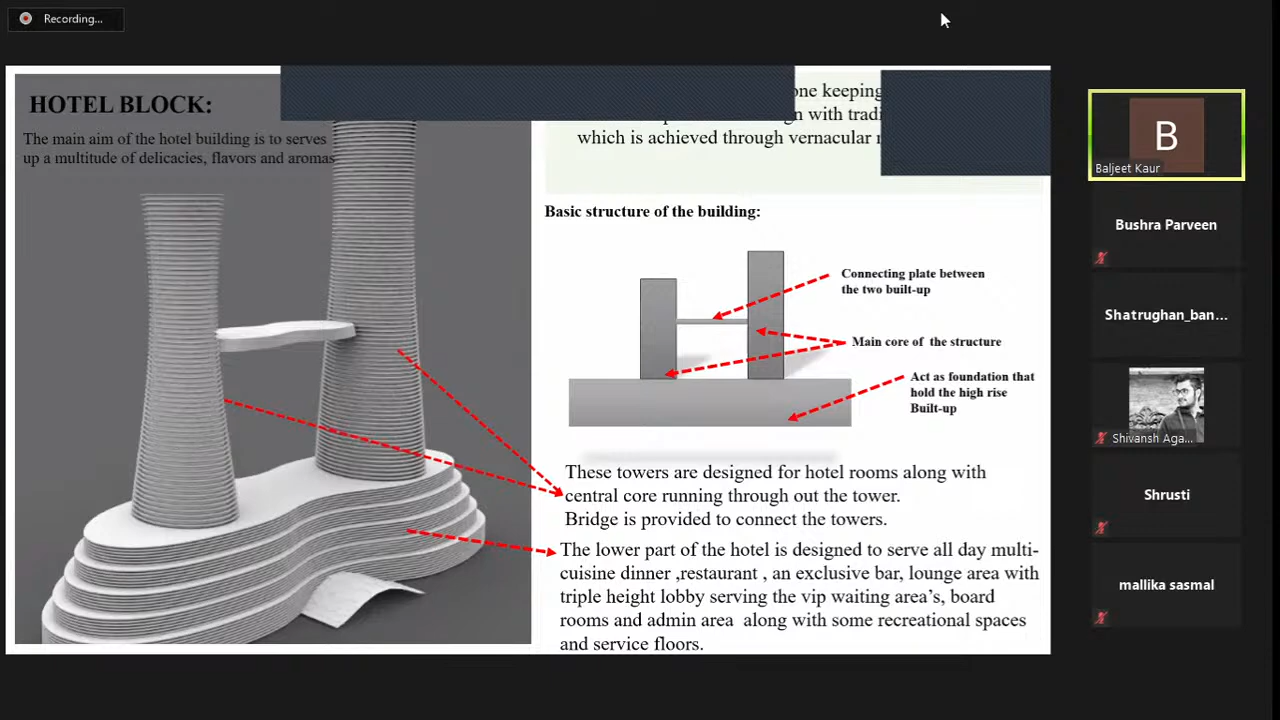 Recording...
HOTEL BLOCK:
The main aim of the hotel building is to serves
up a multitude of delicacies, flavors and aromas
one keeping
with
which is achieved through vernacular
Basic structure of the building:
Connecting plate between
the two built-up
Main core of the structure
Act as foundation that
hold the high rise
Built-up
These towers are designed for hotel rooms along with
central core running through out the tower.
Bridge is provided to connect the towers.
The lower part of the hotel is designed to serve all day multi-
cuisine dinner ,restaurant , an exclusive bar, lounge area with
triple height lobby serving the vip waiting area's, board
rooms and admin area along with some recreational spaces
and service floors.
B
Baljeet Kaur
Bushra Parveen
Shatrughan_ban...
Shivansh Aga...
Shrusti
mallika sasmal